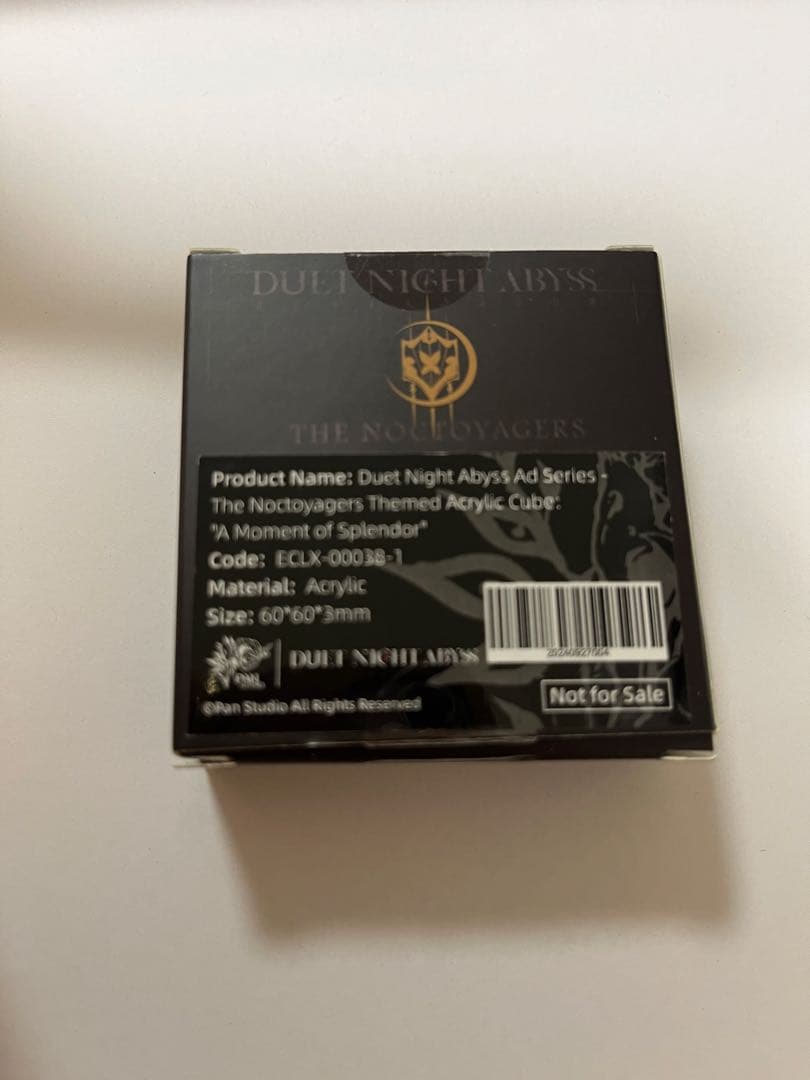 DUET NIGHT ABYSS
THE NOCTOYAGERS
Product Name: Duet Night Abyss Ad Series -
The Noctoyagers Themed Acrylic Cube:
"A Moment of Splendor"
Code: ECLX-00038-1
Material: Acrylic
Size: 60*60*3mm
20240927004
DUET NIGHT ABYSS
Not for Sale
©Pan Studio All Rights Reserved